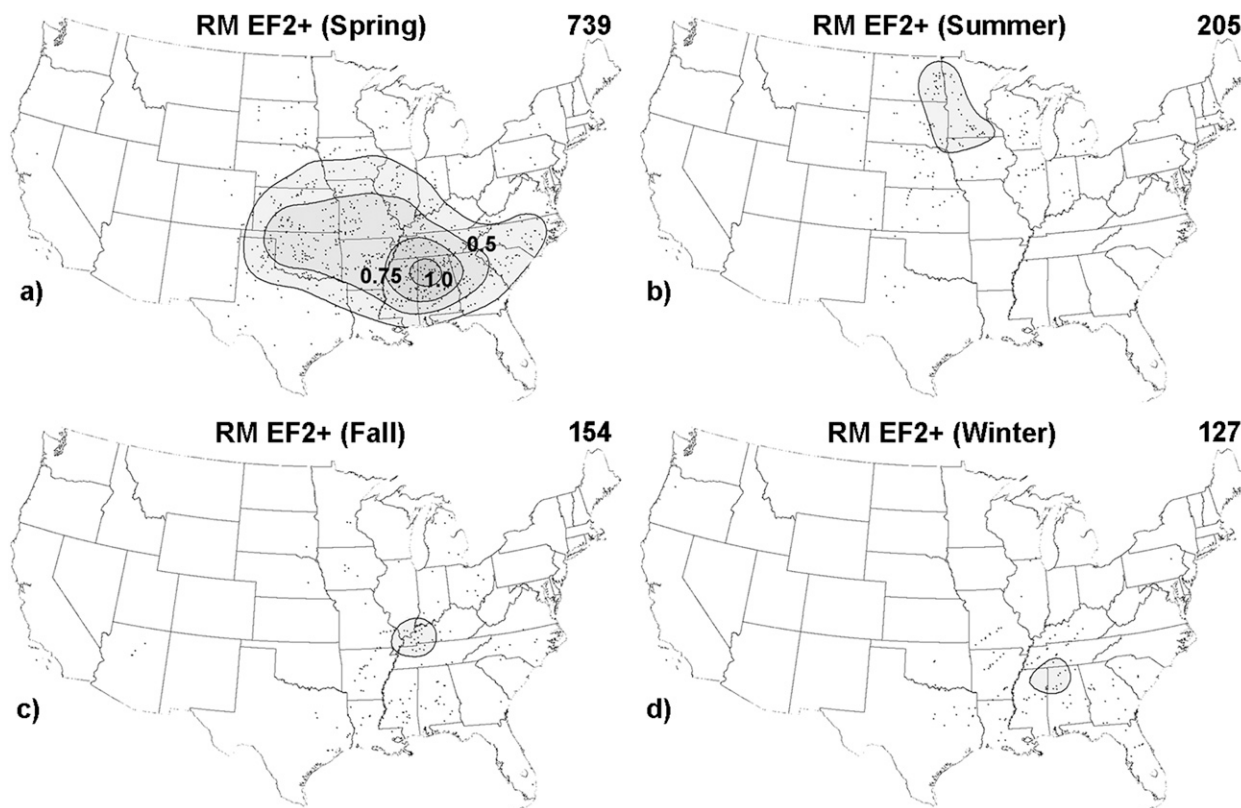 RM EF2+ (Spring) 739
0.5
0.75 1.0
a)
RM EF2+ (Summer) 205
b)
RM EF2+ (Fall) 154
c)
RM EF2+ (Winter) 127
d)